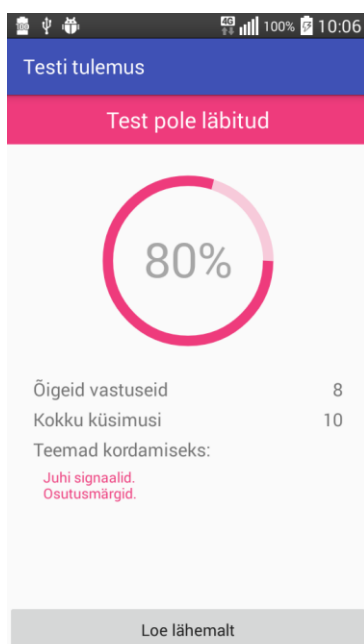 4G 100% 10:06
Testi tulemus
Test pole läbitud
80%
Õigeid vastuseid 8
Kokku küsimusi 10
Teemad kordamiseks:
Juhi signaalid.
Osutusmärgid.
Loe lähemalt